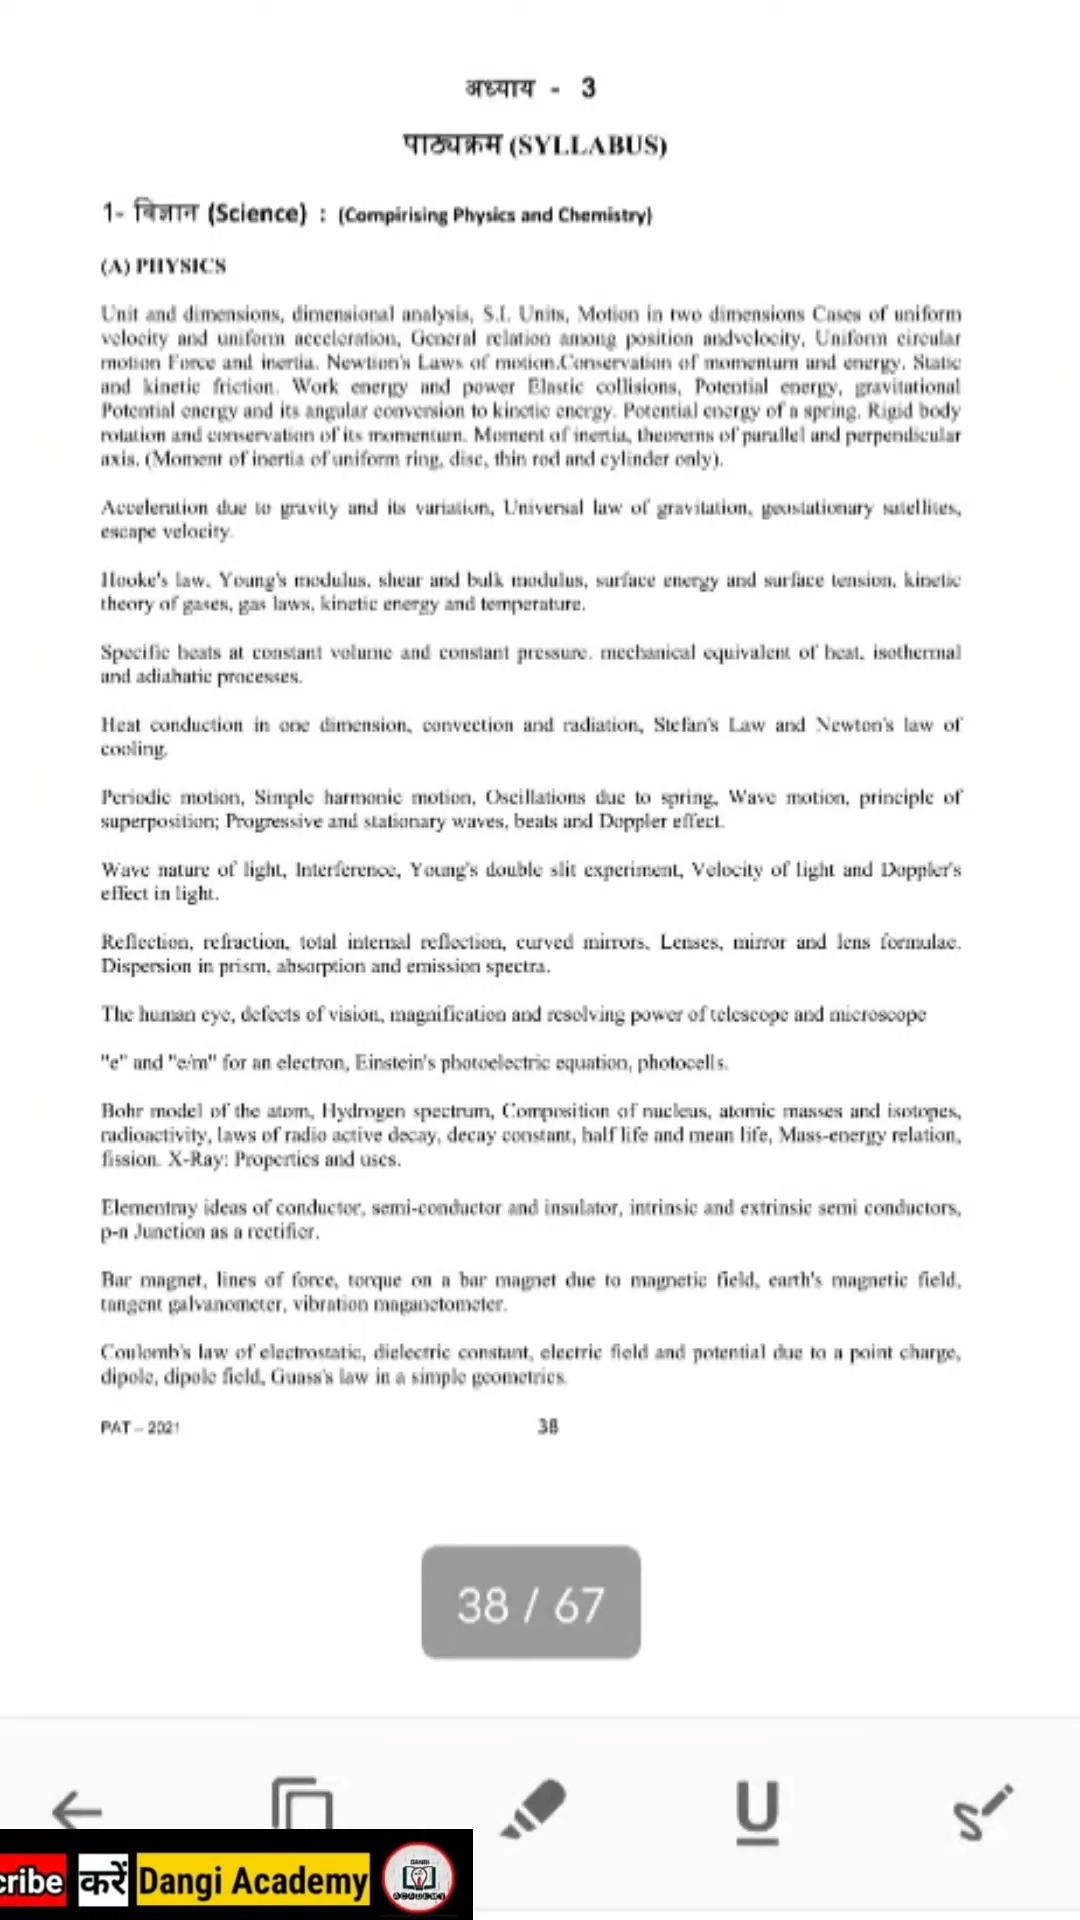 अध्याय - 3
पाठ्यक्रम (SYLLABUS)
1- विज्ञान (Science) : (Compirising Physics and Chemistry)
(A) PHYSICS
Unit and dimensions, dimensional analysis, S.I. Units, Motion in two dimensions Cases of uniform
velocity and uniform acceleration, General relation among position andvelocity, Uniform circular
motion Force and inertia. Newtion's Laws of motion.Conservation of momentum and energy. Static
and kinetic friction. Work energy and power Elastic collisions, Potential energy, gravitational
Potential energy and its angular conversion to kinetic energy. Potential energy of a spring. Rigid body
rotation and conservation of its momentum. Moment of inertia, theorems of parallel and perpendicular
axis. (Moment of inertia of uniform ring, disc, thin rod and cylinder only).
Acceleration due to gravity and its variation, Universal law of gravitation, geostationary satellites,
escape velocity.
Hooke's law. Young's modulus, shear and bulk modulus, surface energy and surface tension, kinetic
theory of gases, gas laws, kinetic energy and temperature.
Specific heats at constant volume and constant pressure. mechanical equivalent of heat, isothermal
and adiabatic processes.
Heat conduction in one dimension, convection and radiation, Stefan's Law and Newton's law of
cooling.
Periodic motion, Simple harmonic motion, Oscillations due to spring, Wave motion, principle of
superposition; Progressive and stationary waves, beats and Doppler effect.
Wave nature of light, Interference, Young's double slit experiment, Velocity of light and Doppler's
effect in light.
Reflection, refraction, total internal reflection, curved mirrors, Lenses, mirror and lens formulae.
Dispersion in prism, absorption and emission spectra.
The human eye, defects of vision, magnification and resolving power of telescope and microscope
"e" and "e/m" for an electron, Einstein's photoelectric equation, photocells.
Bohr model of the atom, Hydrogen spectrum, Composition of nucleus, atomic masses and isotopes,
radioactivity, laws of radio active decay, decay constant, half life and mean life, Mass-energy relation,
fission. X-Ray: Properties and uses.
Elementray ideas of conductor, semi-conductor and insulator, intrinsic and extrinsic semi conductors,
p-n Junction as a rectifier.
Bar magnet, lines of force, torque on a bar magnet due to magnetic field, earth's magnetic field,
tangent galvanometer, vibration maganetometer.
Coulomb's law of electrostatic, dielectric constant, electric field and potential due to a point charge,
dipole, dipole field, Guass's law in a simple geometries.
PAT – 2021 38
38 / 67
U
cribe करें Dangi Academy